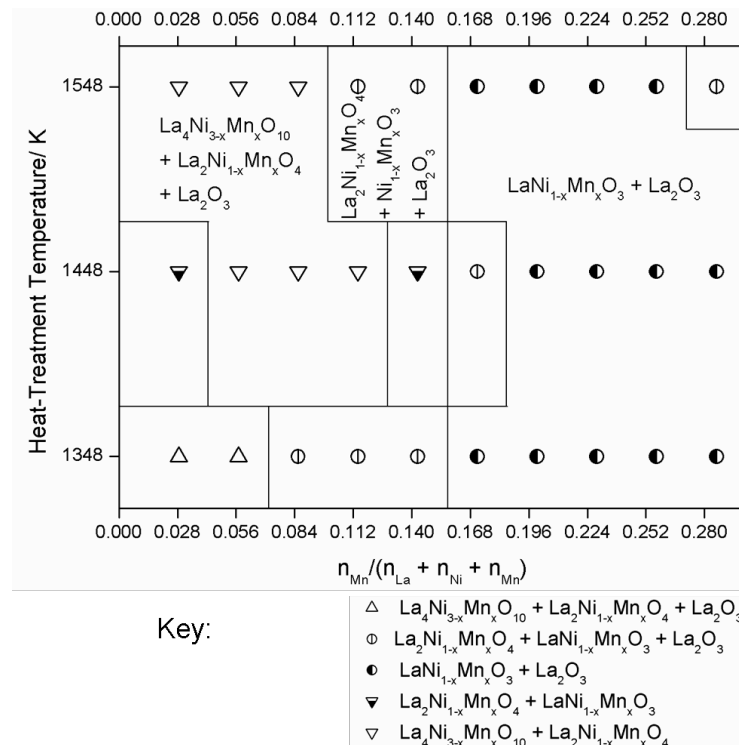 0.000 0.028 0.056 0.084 0.112 0.140 0.168 0.196 0.224 0.252 0.280
1548
La₄Ni₃₋ₓMnₓO₁₀
+ La₂Ni₁₋ₓMnₓO₄
+ La₂O₃
La₂Ni₁₋ₓMnₓO₄
+ Ni₁₋ₓMnₓO₃
+ La₂O₃
LaNi₁₋ₓMnₓO₃ + La₂O₃
Heat-Treatment Temperature/ K
1448
1348
0.000 0.028 0.056 0.084 0.112 0.140 0.168 0.196 0.224 0.252 0.280
n_Mn/(n_La + n_Ni + n_Mn)
Key:
La₄Ni₃₋ₓMnₓO₁₀ + La₂Ni₁₋ₓMnₓO₄ + La₂O₃
La₂Ni₁₋ₓMnₓO₄ + LaNi₁₋ₓMnₓO₃ + La₂O₃
LaNi₁₋ₓMnₓO₃ + La₂O₃
La₂Ni₁₋ₓMnₓO₄ + LaNi₁₋ₓMnₓO₃
La₄Ni₃₋ₓMnₓO₁₀ + La₂Ni₁₋ₓMnₓO₄